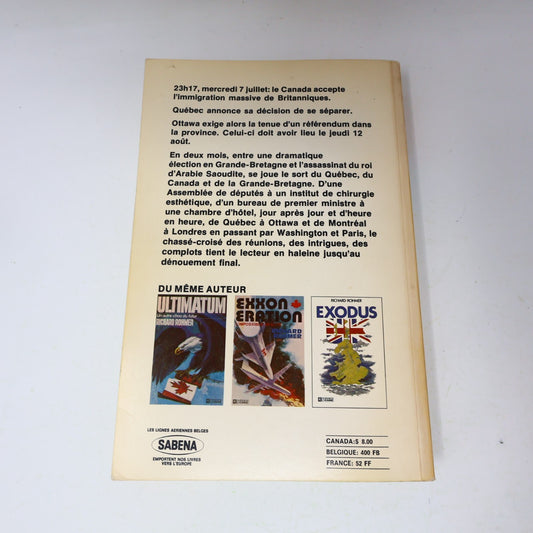 23h17, mercredi 7 juillet: le Canada accepte
l'immigration massive de Britanniques.
Québec annonce sa décision de se séparer.
Ottawa exige alors la tenue d'un référendum dans
la province. Celui-ci doit avoir lieu le jeudi 12
août.
En deux mois, entre une dramatique
élection en Grande-Bretagne et l'assassinat du roi
d'Arabie Saoudite, se joue le sort du Québec, du
Canada et de la Grande-Bretagne. D'une
Assemblée de députés à un institut de chirurgie
esthétique, d'un bureau de premier ministre à
une chambre d'hôtel, jour après jour et d'heure
en heure, de Québec à Ottawa et de Montréal
à Londres en passant par Washington et Paris, le
chassé-croisé des réunions, des intrigues, des
complots tient le lecteur en haleine jusqu'au
dénouement final.
DU MÊME AUTEUR
ULTIMATUM
RICHARD ROHMER
EXXON
ERATION
RICHARD ROHMER
EXODUS
LES LIGNES AERIENNES BELGES
SABENA
EMPORTENT NOS LIVRES
VERS L'EUROPE
CANADA:$ 8.00
BELGIQUE: 400 FB
FRANCE: 52 FF